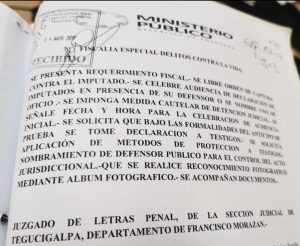 MINISTERIO
PÚBLICO
RECIBIDO
FISCALIA ESPECIAL DELITOS CONTRA VIDA.
SE PRESENTA REQUERIMIENTO FISCAL.- SE LIBRE ORDEN DE CAPTURA
CONTRA EL IMPUTADO.- SE CELEBRE AUDIENCIA DE DECLARACION DE
IMPUTADOS EN PRESENCIA DE SU DEFENSOR O SE NOMBRE UNO DE
OFICIO .- SE IMPONGA MEDIDA CAUTELAR DE DETENCION JUDICIAL.-
SEÑALE FECHA Y HORA PARA LA CELEBRACION DE AUDIENCIA
INICIAL.- SE SOLICITA QUE BAJO LAS FORMALIDADES DEL
PRUEBA SE TOME DECLARACION A TESTIGOS.- SE SOLICITA
APLICACIÓN DE METODOS DE PROTECCION A TESTIGOS.
NOMBRAMIENTO DE DEFENSOR PUBLICO PARA EL CONTROL DEL ACTO
JURISDICCIONAL.-QUE SE REALICE RECONOCIMIENTO FOTOGRAFICO
MEDIANTE ALBUM FOTOGRAFICO.- SE ACOMPAÑAN DOCUMENTOS.
JUZGADO DE LETRAS PENAL, DE LA SECCION JUDICIAL DE
TEGUCIGALPA, DEPARTAMENTO DE FRANCISCO MORAZAN.